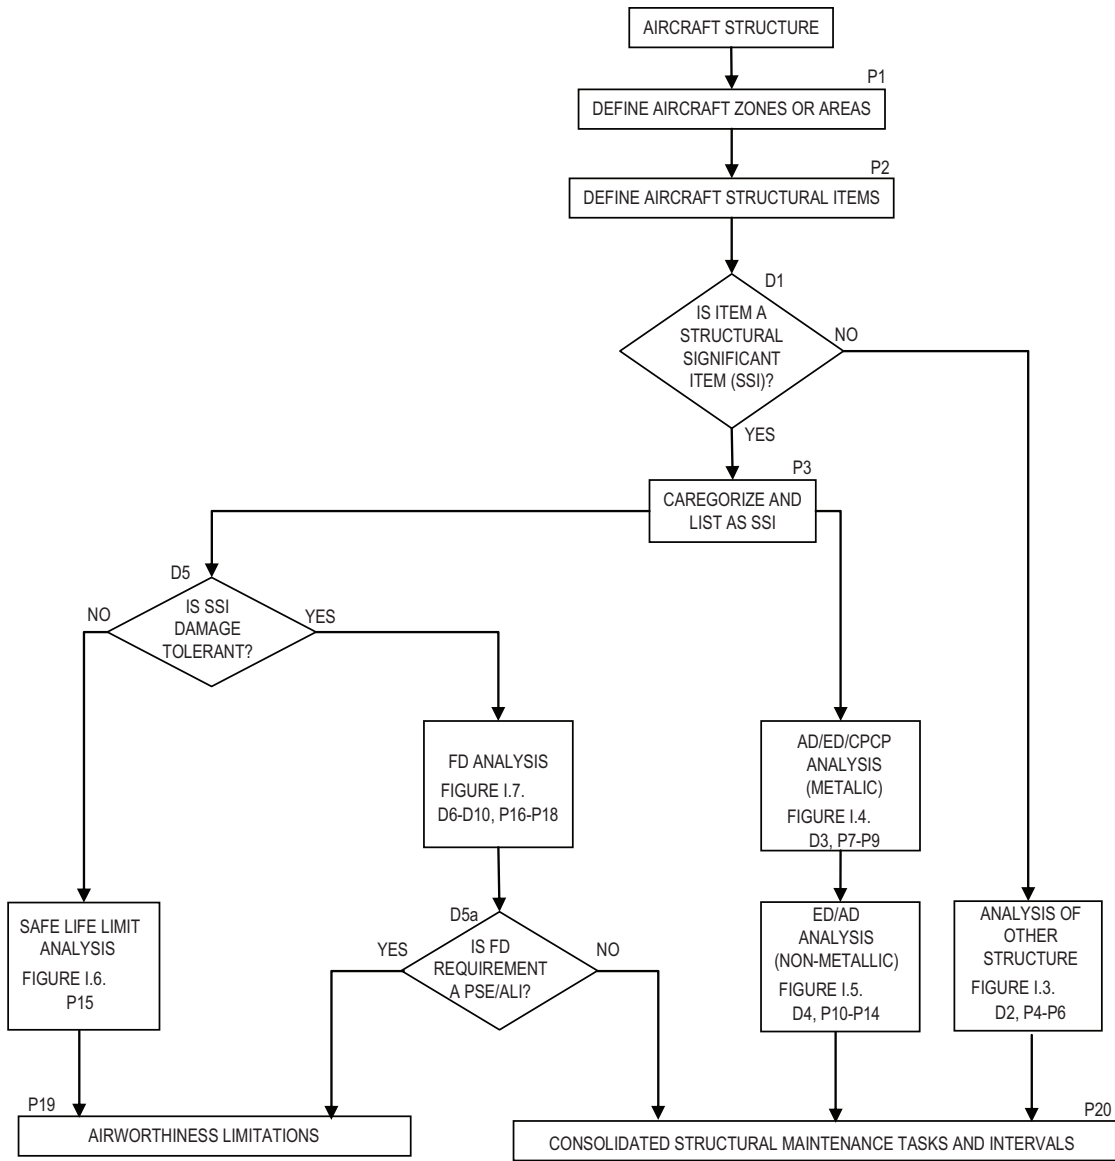 AIRCRAFT STRUCTURE
P1
DEFINE AIRCRAFT ZONES OR AREAS
P2
DEFINE AIRCRAFT STRUCTURAL ITEMS
D1
IS ITEM A
STRUCTURAL
SIGNIFICANT
ITEM (SSI)?
NO
YES
P3
CAREGORIZE AND
LIST AS SSI
D5
NO
IS SSI
DAMAGE
TOLERANT?
YES
FD ANALYSIS
FIGURE I.7.
D6-D10, P16-P18
AD/ED/CPCP
ANALYSIS
(METALIC)
FIGURE I.4.
D3, P7-P9
SAFE LIFE LIMIT
ANALYSIS
FIGURE I.6.
P15
D5a
YES
IS FD
REQUIREMENT
A PSE/ALI?
NO
ED/AD
ANALYSIS
(NON-METALLIC)
FIGURE I.5.
D4, P10-P14
ANALYSIS OF
OTHER
STRUCTURE
FIGURE I.3.
D2, P4-P6
P19
AIRWORTHINESS LIMITATIONS
P20
CONSOLIDATED STRUCTURAL MAINTENANCE TASKS AND INTERVALS